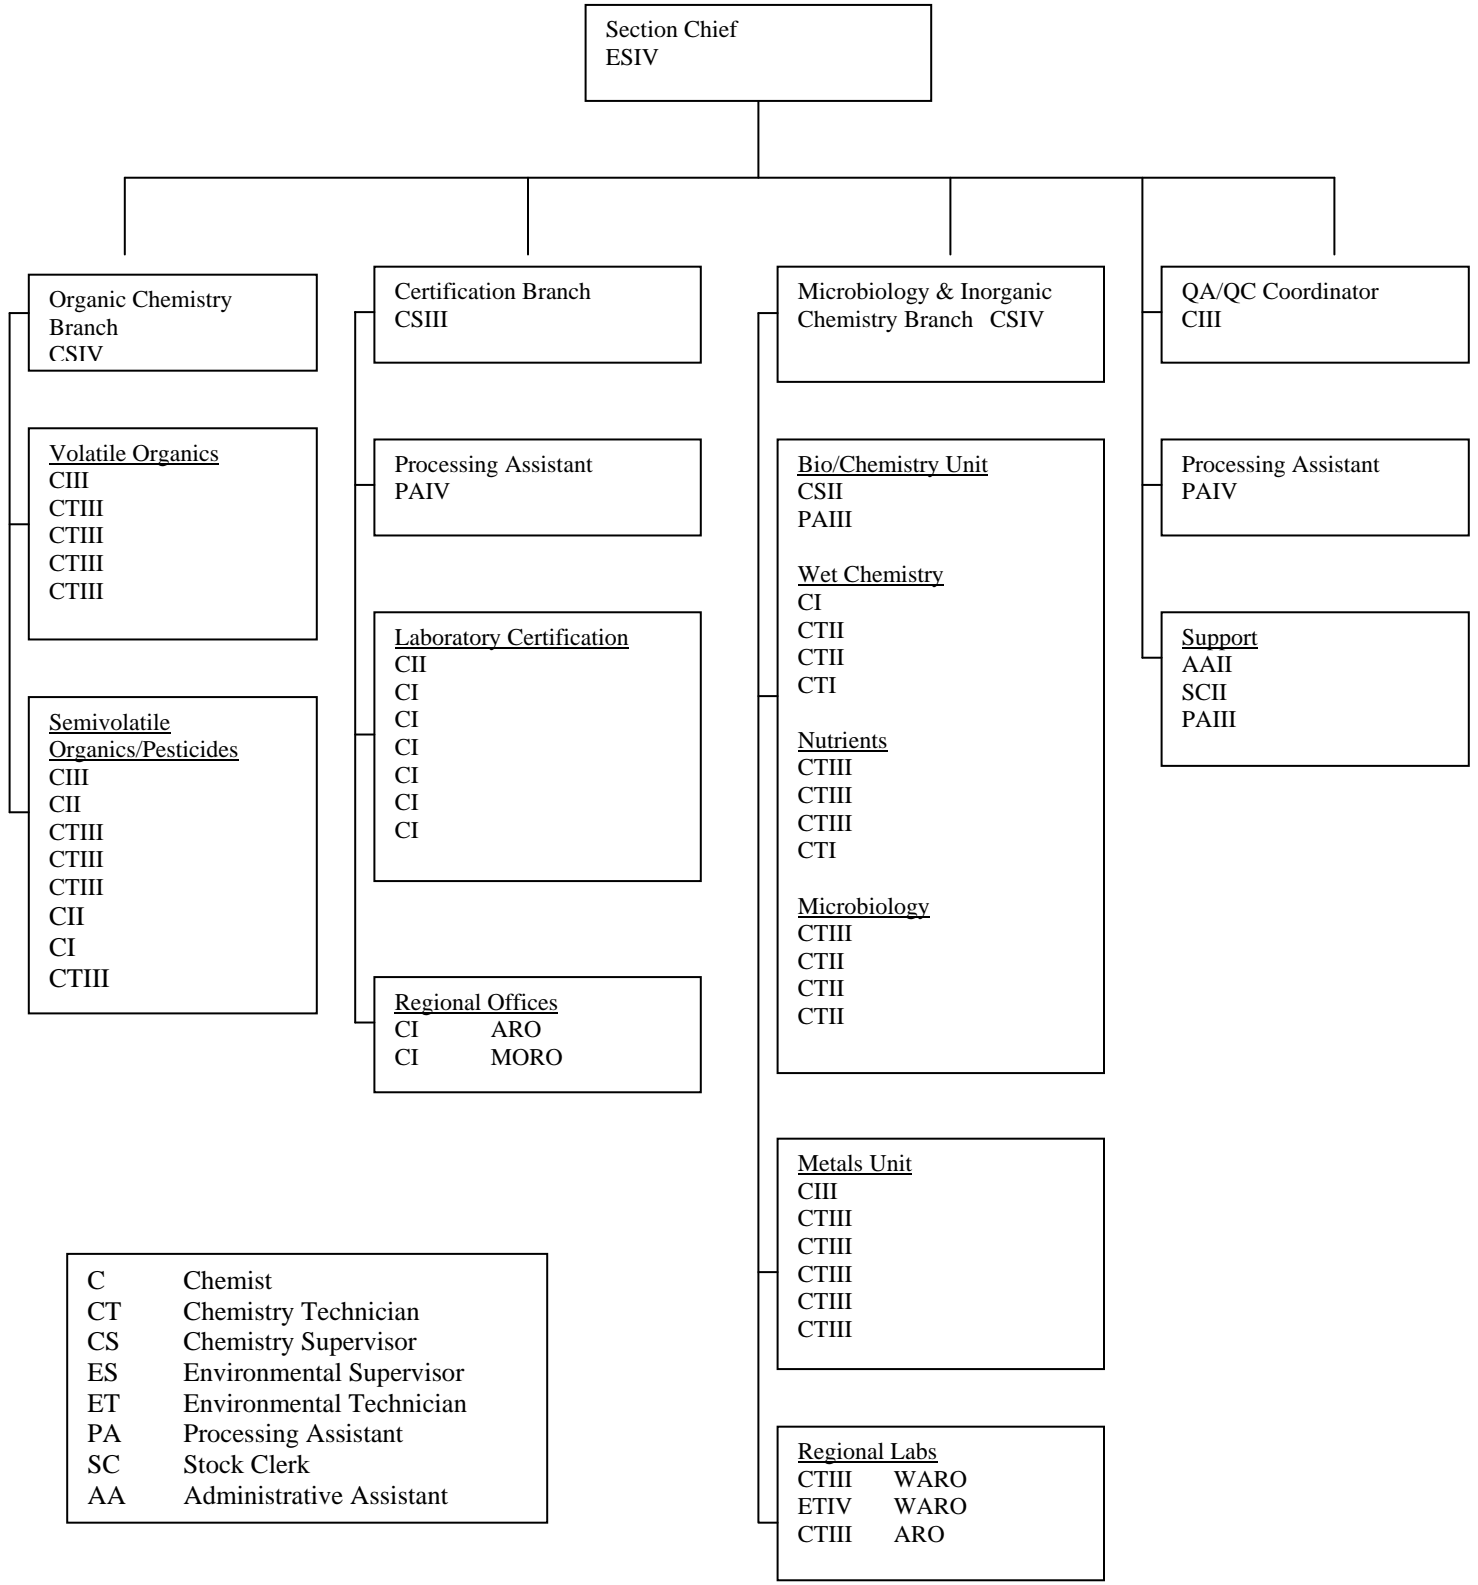 Section Chief
ESIV
Organic Chemistry
Branch
CSIV
Volatile Organics
CIII
CTIII
CTIII
CTIII
CTIII
Semivolatile
Organics/Pesticides
CIII
CII
CTIII
CTIII
CTIII
CII
CI
CTIII
Certification Branch
CSIII
Processing Assistant
PAIV
Laboratory Certification
CII
CI
CI
CI
CI
CI
CI
Regional Offices
CI ARO
CI MORO
Microbiology & Inorganic
Chemistry Branch CSIV
Bio/Chemistry Unit
CSII
PAIII
Wet Chemistry
CI
CTII
CTII
CTI
Nutrients
CTIII
CTIII
CTIII
CTI
Microbiology
CTIII
CTII
CTII
CTII
Metals Unit
CIII
CTIII
CTIII
CTIII
CTIII
CTIII
Regional Labs
CTIII WARO
ETIV WARO
CTIII ARO
QA/QC Coordinator
CIII
Processing Assistant
PAIV
Support
AAII
SCII
PAIII
C Chemist
CT Chemistry Technician
CS Chemistry Supervisor
ES Environmental Supervisor
ET Environmental Technician
PA Processing Assistant
SC Stock Clerk
AA Administrative Assistant